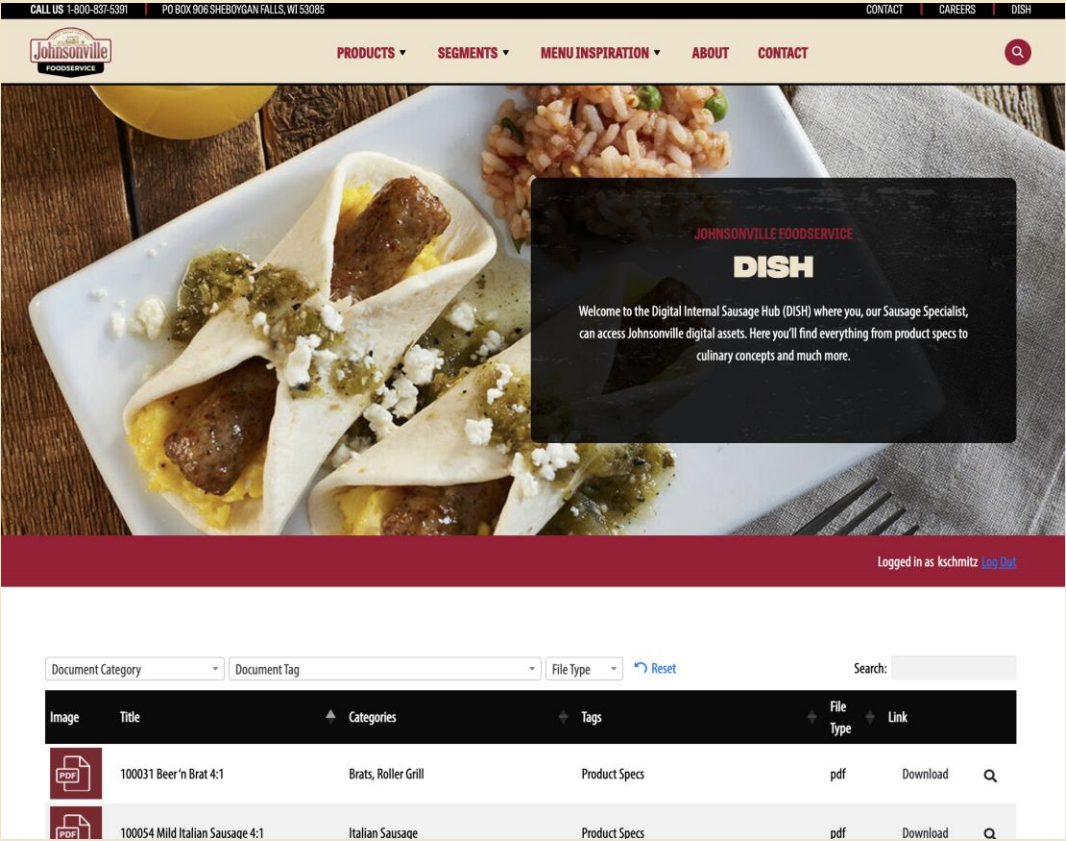 CALL US 1-800-837-5391 PO BOX 906 SHEBOYGAN FALLS, WI 53085 CONTACT CAREERS DISH
Johnsonville
FOODSERVICE
PRODUCTS SEGMENTS MENU INSPIRATION ABOUT CONTACT
JOHNSONVILLE FOODSERVICE
DISH
Welcome to the Digital Internal Sausage Hub (DISH) where you, our Sausage Specialist,
can access Johnsonville digital assets. Here you'll find everything from product specs to
culinary concepts and much more.
Logged in as kschmitz Log Out
Document Category Document Tag File Type Reset Search:
Image Title Categories Tags File Type Link
PDF 100031 Beer'n Brat 4:1 Brats, Roller Grill Product Specs pdf Download
PDF 100054 Mild Italian Sausage 4:1 Italian Sausage Product Specs pdf Download